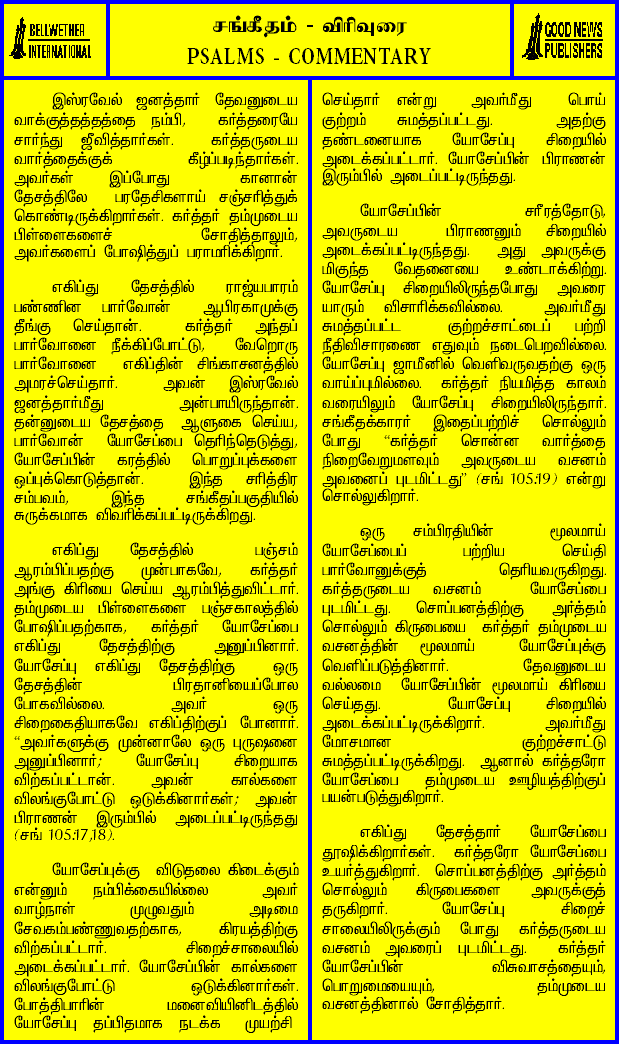 BELLWETHER
INTERNATIONAL
சங்கீதம் - விரிவுரை
PSALMS - COMMENTARY
GOOD NEWS
PUBLISHERS
இஸ்ரவேல் ஜனத்தார் தேவனுடைய
வாக்குத்தத்தத்தை நம்பி, கர்த்தரையே
சார்ந்து ஜீவித்தார்கள். கர்த்தருடைய
வார்த்தைக்குக் கீழ்ப்படிந்தார்கள்.
அவர்கள் இப்போது கானான்
தேசத்திலே பரதேசிகளாய் சஞ்சரித்துக்
கொண்டிருக்கிறார்கள். கர்த்தர் தம்முடைய
பிள்ளைகளைச் சோதித்தாலும்,
அவர்களைப் போஷித்துப் பராமரிக்கிறார்.
எகிப்து தேசத்தில் ராஜ்யபாரம்
பண்ணின பார்வோன் ஆபிரகாமுக்கு
தீங்கு செய்தான். கர்த்தர் அந்தப்
பார்வோனை நீக்கிப்போட்டு, வேறொரு
பார்வோனை எகிப்தின் சிங்காசனத்தில்
அமரச்செய்தார். அவன் இஸ்ரவேல்
ஜனத்தார்மீது அன்பாயிருந்தான்.
தன்னுடைய தேசத்தை ஆளுகை செய்ய,
பார்வோன் யோசேப்பை தெரிந்தெடுத்து,
யோசேப்பின் கரத்தில் பொறுப்புக்களை
ஒப்புக்கொடுத்தான். இந்த சரித்திர
சம்பவம், இந்த சங்கீதப்பகுதியில்
சுருக்கமாக விவரிக்கப்பட்டிருக்கிறது.
எகிப்து தேசத்தில் பஞ்சம்
ஆரம்பிப்பதற்கு முன்பாகவே, கர்த்தர்
அங்கு கிரியை செய்ய ஆரம்பித்துவிட்டார்.
தம்முடைய பிள்ளைகளை பஞ்சகாலத்தில்
போஷிப்பதற்காக, கர்த்தர் யோசேப்பை
எகிப்து தேசத்திற்கு அனுப்பினார்.
யோசேப்பு எகிப்து தேசத்திற்கு ஒரு
தேசத்தின் பிரதானியைப்போல
போகவில்லை. அவர் ஒரு
சிறைகைதியாகவே எகிப்திற்குப் போனார்.
“அவர்களுக்கு முன்னாலே ஒரு புருஷனை
அனுப்பினார்; யோசேப்பு சிறையாக
விற்கப்பட்டான். அவன் கால்களை
விலங்குபோட்டு ஒடுக்கினார்கள்; அவன்
பிராணன் இரும்பில் அடைப்பட்டிருந்தது
(சங் 105:17,18).
யோசேப்புக்கு விடுதலை கிடைக்கும்
என்னும் நம்பிக்கையில்லை அவர்
வாழ்நாள் முழுவதும் அடிமை
சேவகம்பண்ணுவதற்காக, கிரயத்திற்கு
விற்கப்பட்டார். சிறைச்சாலையில்
அடைக்கப்பட்டார். யோசேப்பின் கால்களை
விலங்குபோட்டு ஒடுக்கினார்கள்.
போத்திபாரின் மனைவியினிடத்தில்
யோசேப்பு தப்பிதமாக நடக்க முயற்சி
செய்தார் என்று அவர்மீது பொய்
குற்றம் சுமத்தப்பட்டது. அதற்கு
தண்டனையாக யோசேப்பு சிறையில்
அடைக்கப்பட்டார். யோசேப்பின் பிராணன்
இரும்பில் அடைப்பட்டிருந்தது.
யோசேப்பின் சரீரத்தோடு,
அவருடைய பிராணனும் சிறையில்
அடைக்கப்பட்டிருந்தது. அது அவருக்கு
மிகுந்த வேதனையை உண்டாக்கிற்று.
யோசேப்பு சிறையிலிருந்தபோது அவரை
யாரும் விசாரிக்கவில்லை. அவர்மீது
சுமத்தப்பட்ட குற்றச்சாட்டைப் பற்றி
நீதிவிசாரணை எதுவும் நடைபெறவில்லை.
யோசேப்பு ஜாமீனில் வெளிவருவதற்கு ஒரு
வாய்ப்புமில்லை. கர்த்தர் நியமித்த காலம்
வரையிலும் யோசேப்பு சிறையிலிருந்தார்.
சங்கீதக்காரர் இதைப்பற்றிச் சொல்லும்
போது “கர்த்தர் சொன்ன வார்த்தை
நிறைவேறுமளவும் அவருடைய வசனம்
அவனைப் புடமிட்டது” (சங் 105:19) என்று
சொல்லுகிறார்.
ஒரு சம்பிரதியின் மூலமாய்
யோசேப்பைப் பற்றிய செய்தி
பார்வோனுக்குத் தெரியவருகிறது.
கர்த்தருடைய வசனம் யோசேப்பை
புடமிட்டது. சொப்பனத்திற்கு அர்த்தம்
சொல்லும் கிருபையை கர்த்தர் தம்முடைய
வசனத்தின் மூலமாய் யோசேப்புக்கு
வெளிப்படுத்தினார். தேவனுடைய
வல்லமை யோசேப்பின் மூலமாய் கிரியை
செய்தது. யோசேப்பு சிறையில்
அடைக்கப்பட்டிருக்கிறார். அவர்மீது
மோசமான குற்றச்சாட்டு
சுமத்தப்பட்டிருக்கிறது. ஆனால் கர்த்தரோ
யோசேப்பை தம்முடைய ஊழியத்திற்குப்
பயன்படுத்துகிறார்.
எகிப்து தேசத்தார் யோசேப்பை
தூஷிக்கிறார்கள். கர்த்தரோ யோசேப்பை
உயர்த்துகிறார். சொப்பனத்திற்கு அர்த்தம்
சொல்லும் கிருபைகளை அவருக்குத்
தருகிறார். யோசேப்பு சிறைச்
சாலையிலிருக்கும் போது கர்த்தருடைய
வசனம் அவரைப் புடமிட்டது. கர்த்தர்
யோசேப்பின் விசுவாசத்தையும்,
பொறுமையையும், தம்முடைய
வசனத்தினால் சோதித்தார்.